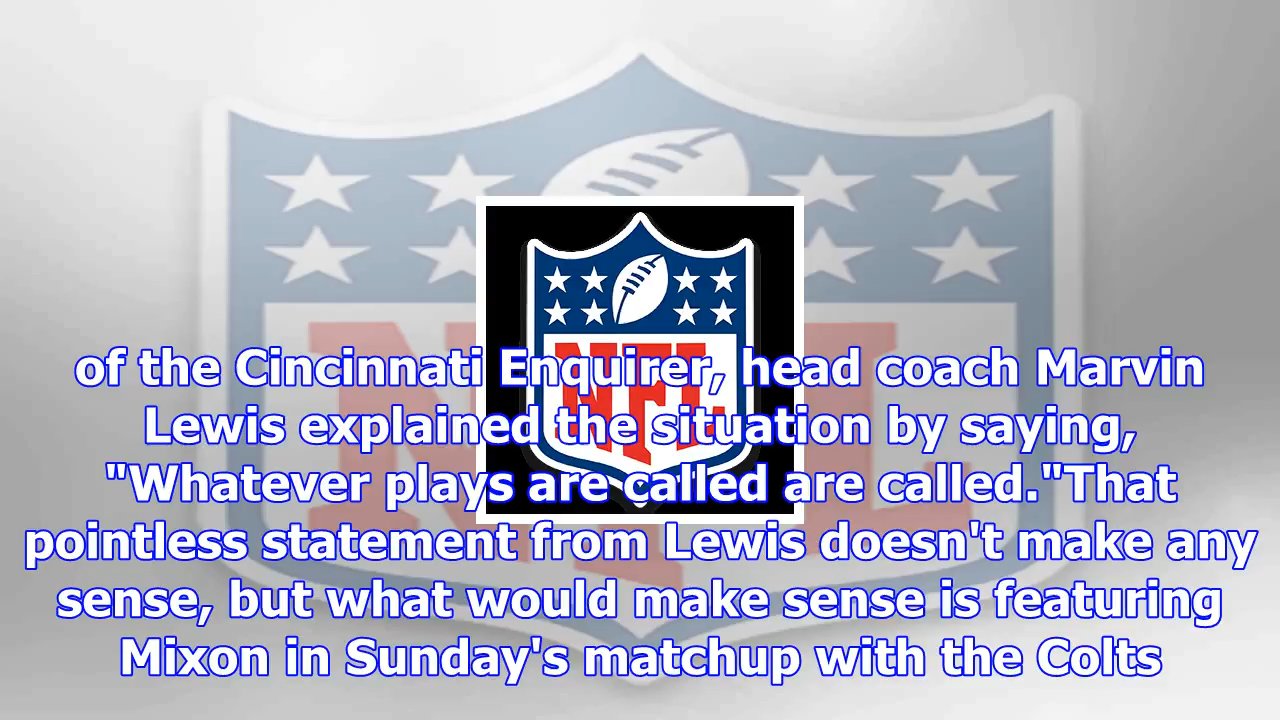 NFL
NFL
of the Cincinnati Enquirer, head coach Marvin
Lewis explained the situation by saying,
"Whatever plays are called are called."That
pointless statement from Lewis doesn't make any
sense, but what would make sense is featuring
Mixon in Sunday's matchup with the Colts